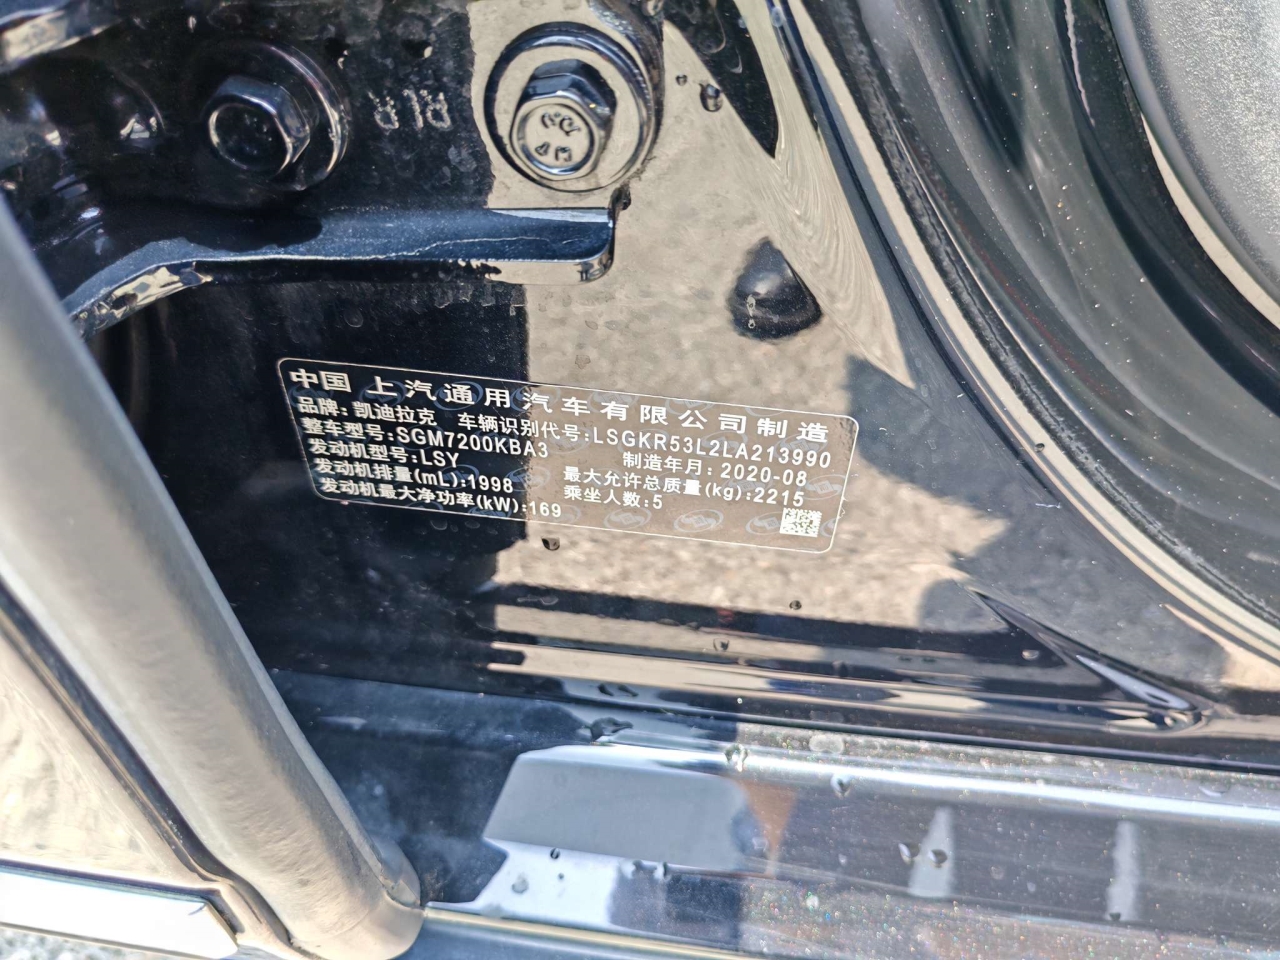 中国 上汽通用汽车有限公司制造
品牌:凯迪拉克 车辆识别代号:LSGKR53L2LA213990
整车型号:SGM7200KBA3 制造年月:2020-08
发动机型号:LSY 最大允许总质量(kg):2215
发动机排量(mL):1998 乘坐人数:5
发动机最大净功率(kW):169